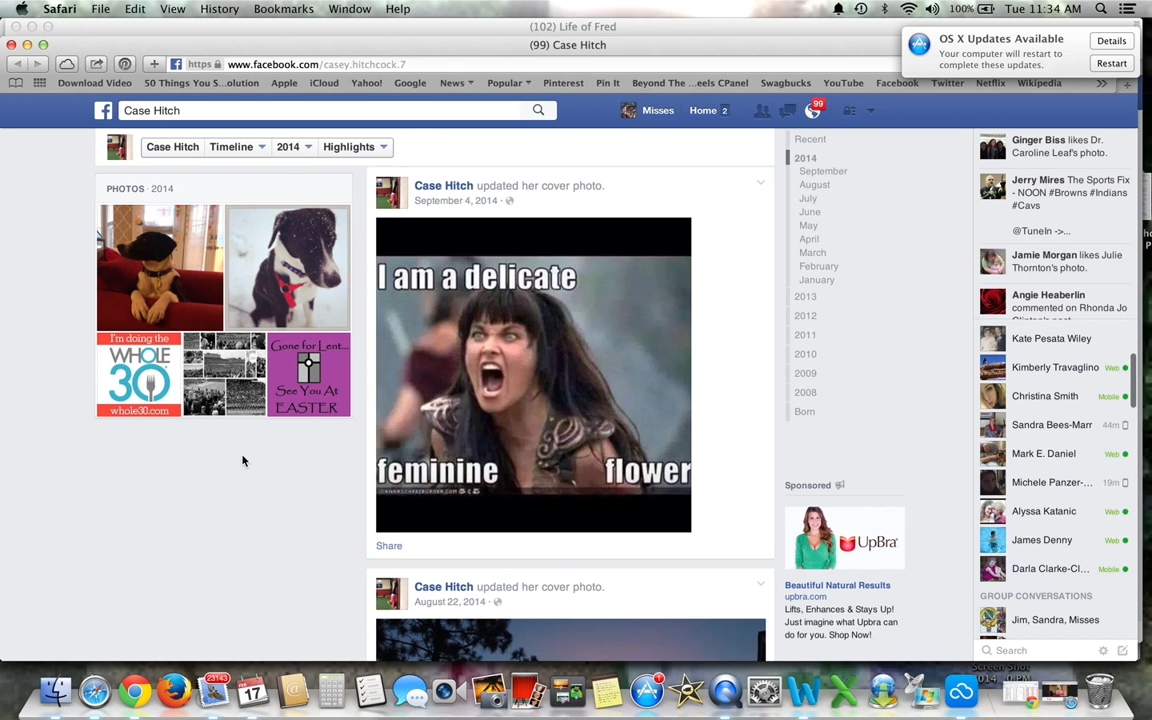 Safari File Edit View History Bookmarks Window Help 100% Tue 11:34 AM
(102) Life of Fred
(99) Case Hitch
OS X Updates Available
Your computer will restart to
complete these updates.
Details
Restart
https www.facebook.com/casey.hitchcock.7
Download Video 50 Things You S...olution Apple iCloud Yahoo! Google News Popular Pinterest Pin It Beyond The ...eels CPanel Swagbucks YouTube Facebook Twitter Netflix Wikipedia
Case Hitch
Misses Home 2 99
Case Hitch Timeline 2014 Highlights
PHOTOS · 2014
I'm doing the
WHOLE
30
whole30.com
Gone for Lent...
See You At
EASTER
Case Hitch updated her cover photo.
September 4, 2014 ·
I am a delicate
feminine flower
Share
Case Hitch updated her cover photo.
August 22, 2014 ·
Recent
2014
September
August
July
June
May
April
March
February
January
2013
2012
2011
2010
2009
2008
Born
Sponsored
UpBra
Beautiful Natural Results
upbra.com
Lifts, Enhances & Stays Up!
Just imagine what Upbra can
do for you. Shop Now!
Ginger Biss likes Dr.
Caroline Leaf's photo.
Jerry Mires The Sports Fix
- NOON #Browns #Indians
#Cavs
@TuneIn ->...
Jamie Morgan likes Julie
Thornton's photo.
Angie Heaberlin
commented on Rhonda Jo
Kate Pesata Wiley
Kimberly Travaglino Web
Christina Smith Mobile
Sandra Bees-Marr 44m
Mark E. Daniel Web
Michele Panzer-... 19m
Alyssa Katanic Web
James Denny Web
Darla Clarke-Cl... Mobile
GROUP CONVERSATIONS
Jim, Sandra, Misses
Search
23143
FEB
17
1